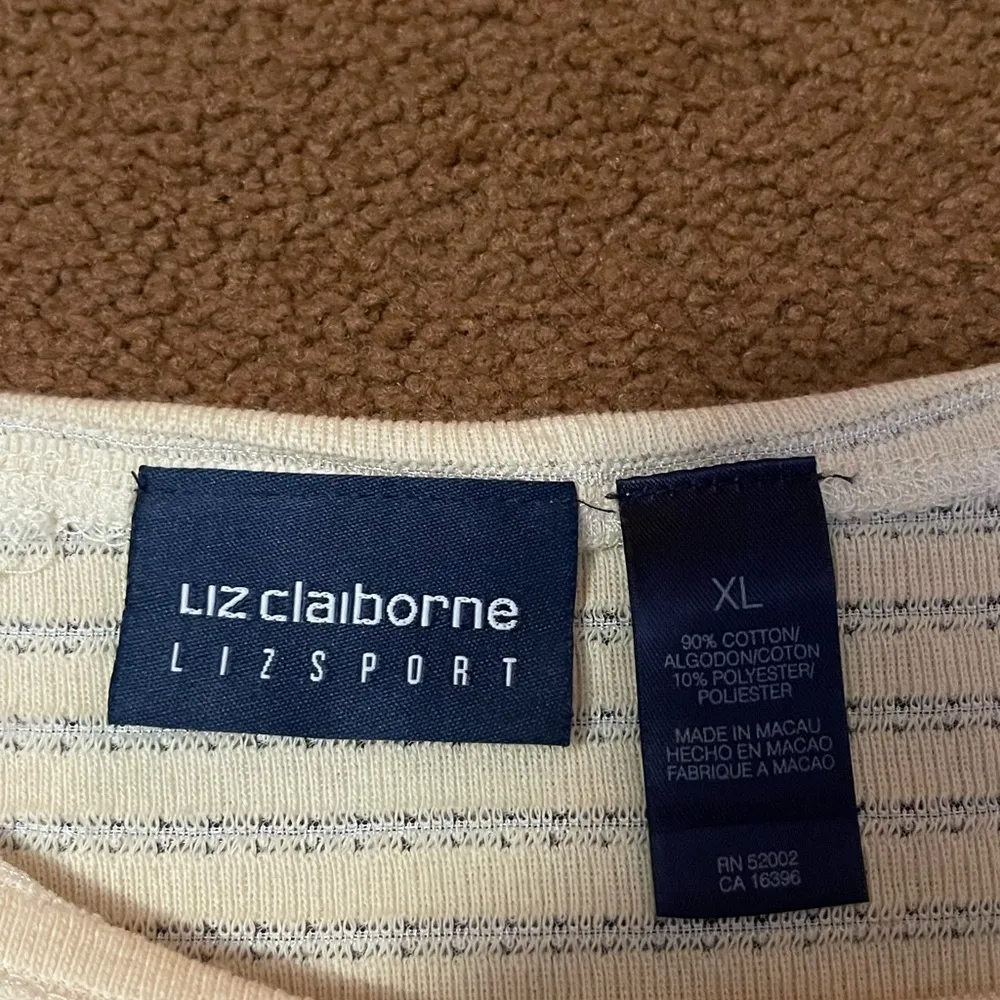 LIZ claiborne
LIZSPORT
XL
90% COTTON/
ALGODON/COTON
10% POLYESTER/
POLIESTER
MADE IN MACAU
HECHO EN MACAO
FABRIQUE A MACAO
RN 52002
CA 16396